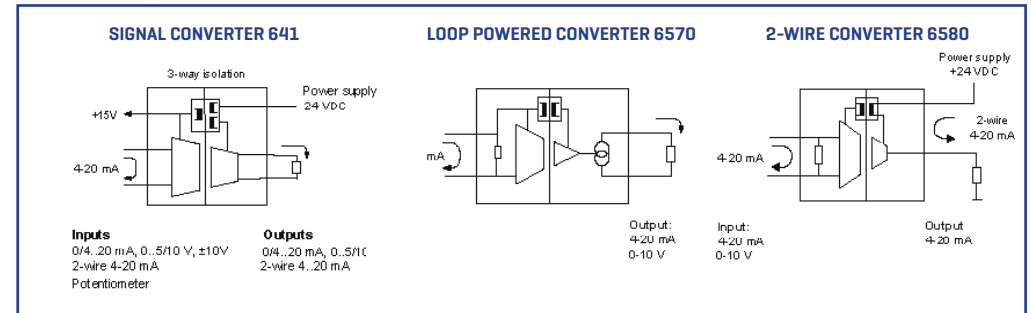 SIGNAL CONVERTER 641
3-way isolation
Power supply
24 VDC
+15V
4-20 mA
Inputs
0/4..20 mA, 0..5/10 V, ±10V
2-wire 4-20 mA
Potentiometer
Outputs
0/4..20 mA, 0..5/10
2-wire 4..20 mA
LOOP POWERED CONVERTER 6570
mA
Output:
4-20 mA
0-10 V
2-WIRE CONVERTER 6580
Power supply
+24 VDC
2-wire
4-20 mA
4-20 mA
Input:
4-20 mA
0-10 V
Output
4-20 mA